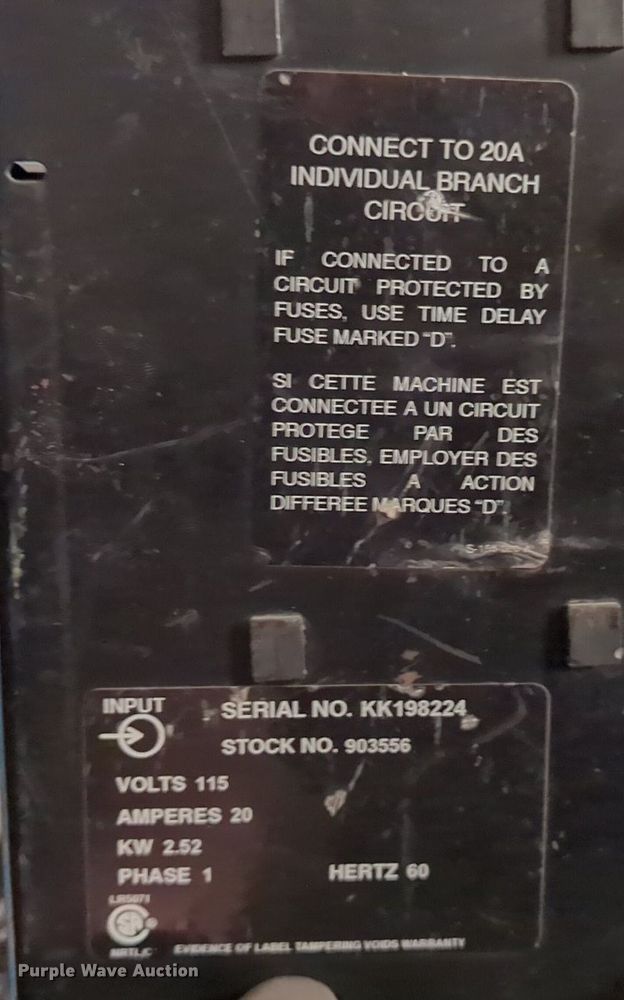 CONNECT TO 20A
INDIVIDUAL BRANCH
CIRCUIT
IF CONNECTED TO A
CIRCUIT PROTECTED BY
FUSES, USE TIME DELAY
FUSE MARKED "D".
SI CETTE MACHINE EST
CONNECTEE A UN CIRCUIT
PROTEGE PAR DES
FUSIBLES, EMPLOYER DES
FUSIBLES A ACTION
DIFFEREE MARQUES "D".
INPUT
SERIAL NO. KK198224
STOCK NO. 903556
VOLTS 115
AMPERES 20
KW 2.52
PHASE 1 HERTZ 60
LR5071
NRTL/C
EVIDENCE OF LABEL TAMPERING VOIDS WARRANTY
Purple Wave Auction